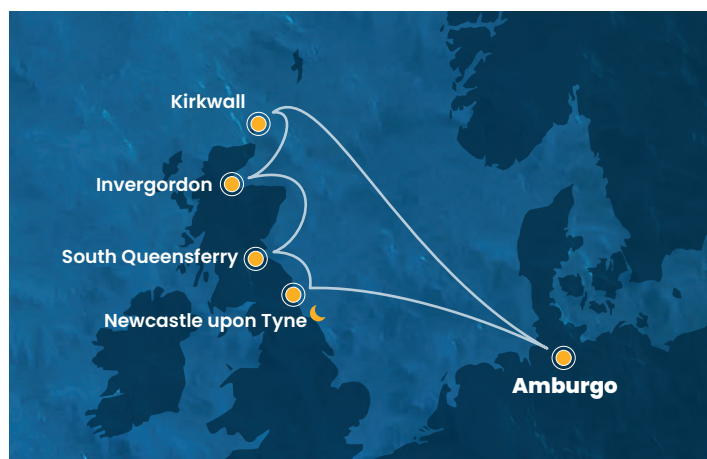 Kirkwall
Invergordon
South Queensferry
Newcastle upon Tyne
Amburgo